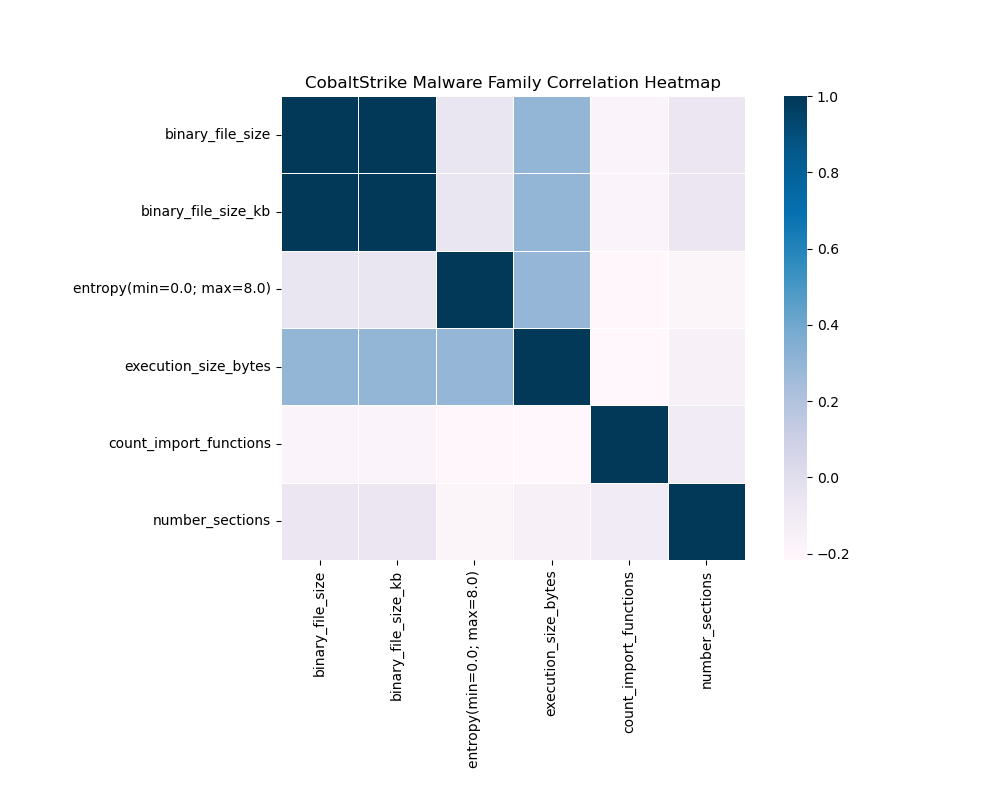 CobaltStrike Malware Family Correlation Heatmap
binary_file_size
binary_file_size_kb
entropy(min=0.0; max=8.0)
execution_size_bytes
count_import_functions
number_sections
binary_file_size
binary_file_size_kb
entropy(min=0.0; max=8.0)
execution_size_bytes
count_import_functions
number_sections
1.0
0.8
0.6
0.4
0.2
0.0
−0.2